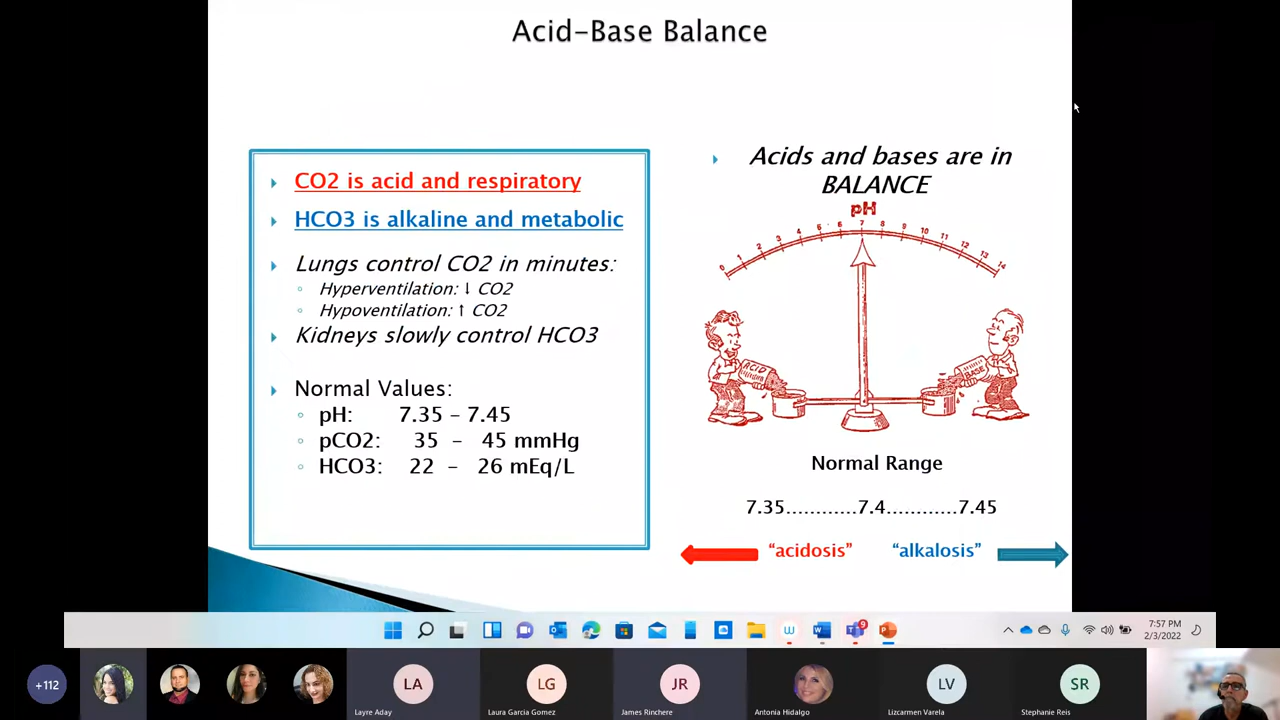 Acid-Base Balance
CO2 is acid and respiratory
HCO3 is alkaline and metabolic
Lungs control CO2 in minutes:
Hyperventilation: ↓ CO2
Hypoventilation: ↑ CO2
Kidneys slowly control HCO3
Normal Values:
pH: 7.35 – 7.45
pCO2: 35 – 45 mmHg
HCO3: 22 – 26 mEq/L
Acids and bases are in
BALANCE
pH
0 1 2 3 4 5 6 7 8 9 10 11 12 13 14
ACID
BASE
Normal Range
7.35............7.4............7.45
“acidosis” “alkalosis”
9
7:57 PM
2/3/2022
+112
LA
LG
JR
LV
SR
Layre Aday
Laura Garcia Gomez
James Rinchere
Antonia Hidalgo
Lizcarmen Varela
Stephanie Reis